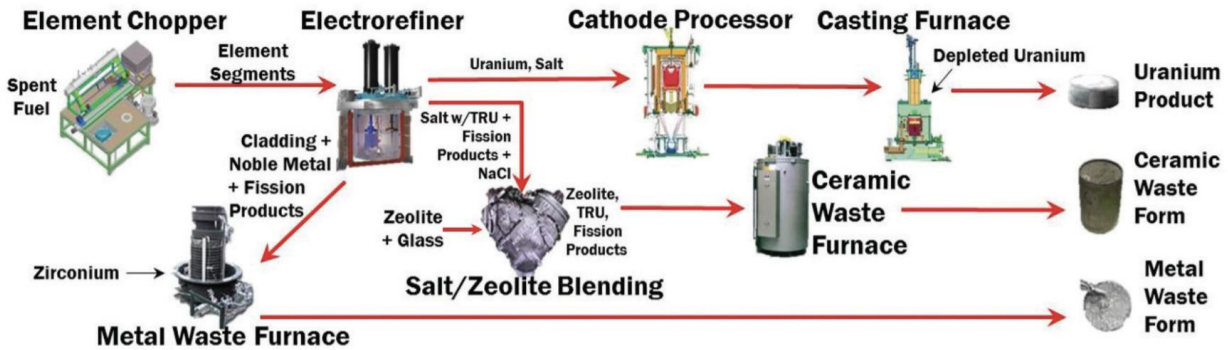 Element Chopper
Electrorefiner
Cathode Processor
Casting Furnace
Spent
Fuel
Element
Segments
Uranium, Salt
Depleted Uranium
Uranium
Product
Salt w/TRU +
Fission
Products +
NaCl
Cladding +
Noble Metal
+ Fission
Products
Zeolite
+ Glass
Zeolite,
TRU,
Fission
Products
Salt/Zeolite Blending
Ceramic
Waste
Furnace
Ceramic
Waste
Form
Zirconium
Metal Waste Furnace
Metal
Waste
Form